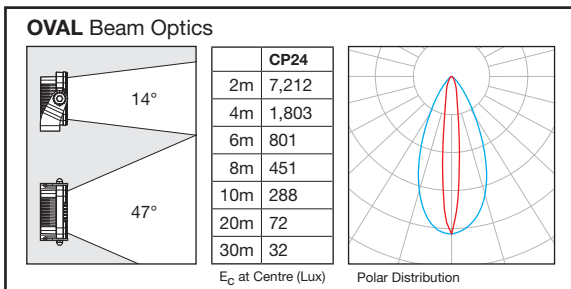 OVAL Beam Optics
14°
47°
CP24
2m 7,212
4m 1,803
6m 801
8m 451
10m 288
20m 72
30m 32
EC at Centre (Lux)
Polar Distribution